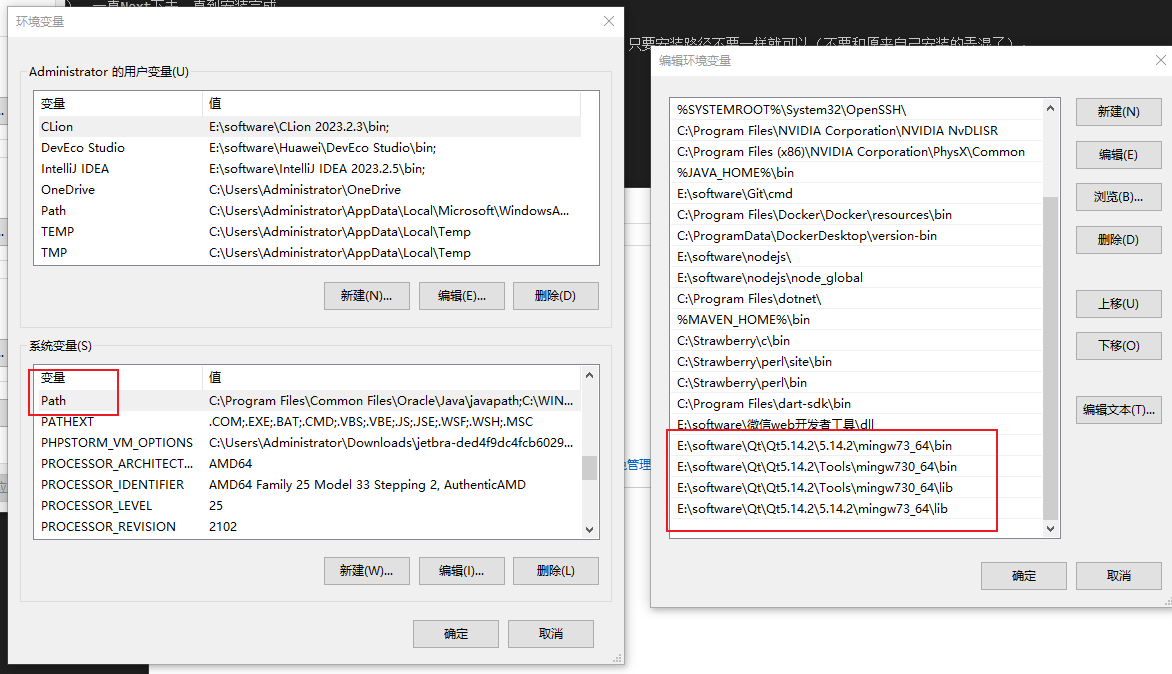 一直Next下去，直到安装完成
环境变量
Administrator 的用户变量(U)
变量 值
CLion E:\software\CLion 2023.2.3\bin;
DevEco Studio E:\software\Huawei\DevEco Studio\bin;
IntelliJ IDEA E:\software\IntelliJ IDEA 2023.2.5\bin;
OneDrive C:\Users\Administrator\OneDrive
Path C:\Users\Administrator\AppData\Local\Microsoft\WindowsA...
TEMP C:\Users\Administrator\AppData\Local\Temp
TMP C:\Users\Administrator\AppData\Local\Temp
新建(N)... 编辑(E)... 删除(D)
系统变量(S)
变量 值
Path C:\Program Files\Common Files\Oracle\Java\javapath;C:\WIN...
PATHEXT .COM;.EXE;.BAT;.CMD;.VBS;.VBE;.JS;.JSE;.WSF;.WSH;.MSC
PHPSTORM_VM_OPTIONS C:\Users\Administrator\Downloads\jetbra-ded4f9dc4fcb6029...
PROCESSOR_ARCHITECT... AMD64
PROCESSOR_IDENTIFIER AMD64 Family 25 Model 33 Stepping 2, AuthenticAMD
PROCESSOR_LEVEL 25
PROCESSOR_REVISION 2102
新建(W)... 编辑(I)... 删除(L)
确定 取消
只要安装路径不要一样就可以（不要和原来自己安装的弄混了）
编辑环境变量
%SYSTEMROOT%\System32\OpenSSH\
C:\Program Files\NVIDIA Corporation\NVIDIA NvDLISR
C:\Program Files (x86)\NVIDIA Corporation\PhysX\Common
%JAVA_HOME%\bin
E:\software\Git\cmd
C:\Program Files\Docker\Docker\resources\bin
C:\ProgramData\DockerDesktop\version-bin
E:\software\nodejs\
E:\software\nodejs\node_global
C:\Program Files\dotnet\
%MAVEN_HOME%\bin
C:\Strawberry\c\bin
C:\Strawberry\perl\site\bin
C:\Strawberry\perl\bin
C:\Program Files\dart-sdk\bin
E:\software\微信web开发者工具\dll
E:\software\Qt\Qt5.14.2\5.14.2\mingw73_64\bin
E:\software\Qt\Qt5.14.2\Tools\mingw730_64\bin
E:\software\Qt\Qt5.14.2\Tools\mingw730_64\lib
E:\software\Qt\Qt5.14.2\5.14.2\mingw73_64\lib
新建(N)
编辑(E)
浏览(B)...
删除(D)
上移(U)
下移(O)
编辑文本(T)...
确定 取消
管理